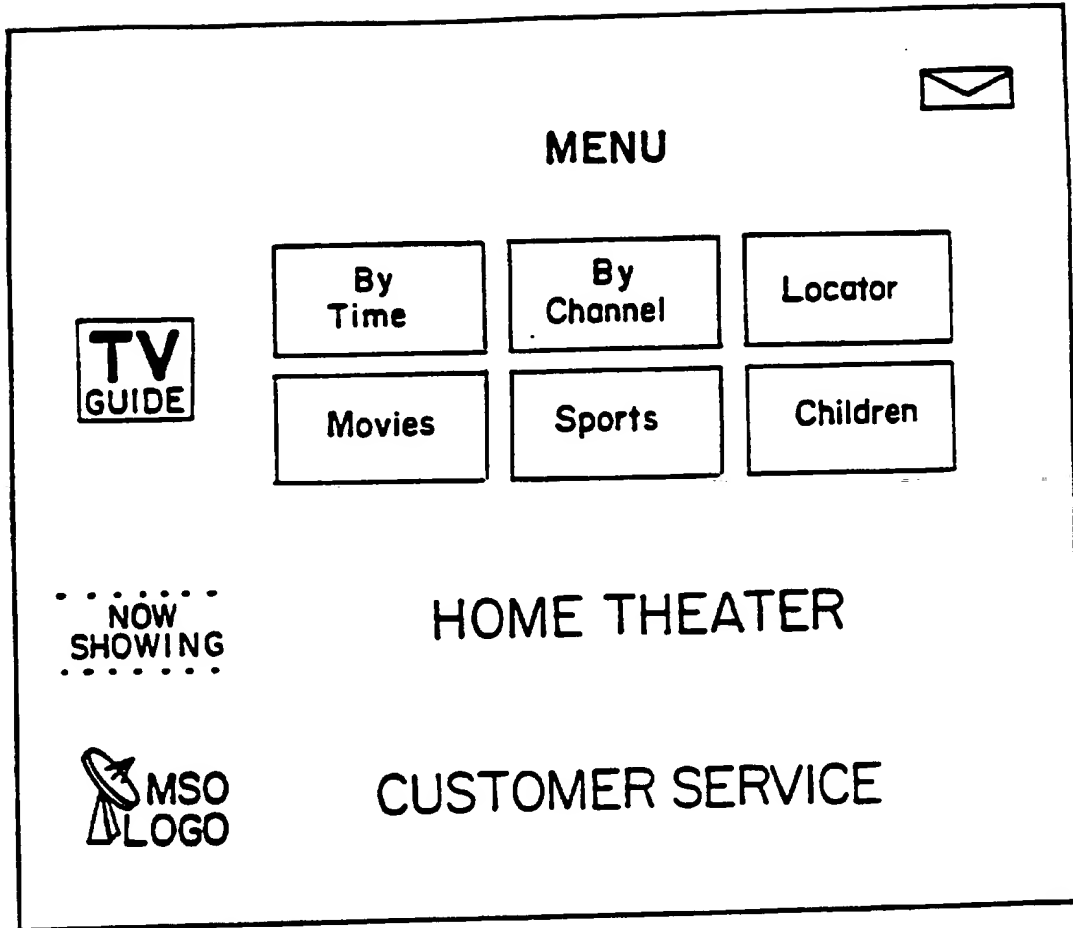 MENU
By
Time
By
Channel
Locator
TV
GUIDE
Movies
Sports
Children
NOW
SHOWING
HOME THEATER
MSO
LOGO
CUSTOMER SERVICE